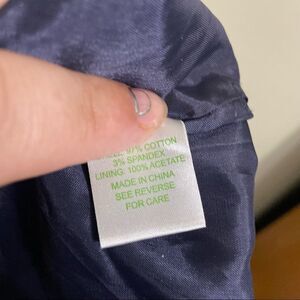 97% COTTON
3% SPANDEX
LINING: 100% ACETATE
MADE IN CHINA
SEE REVERSE
FOR CARE